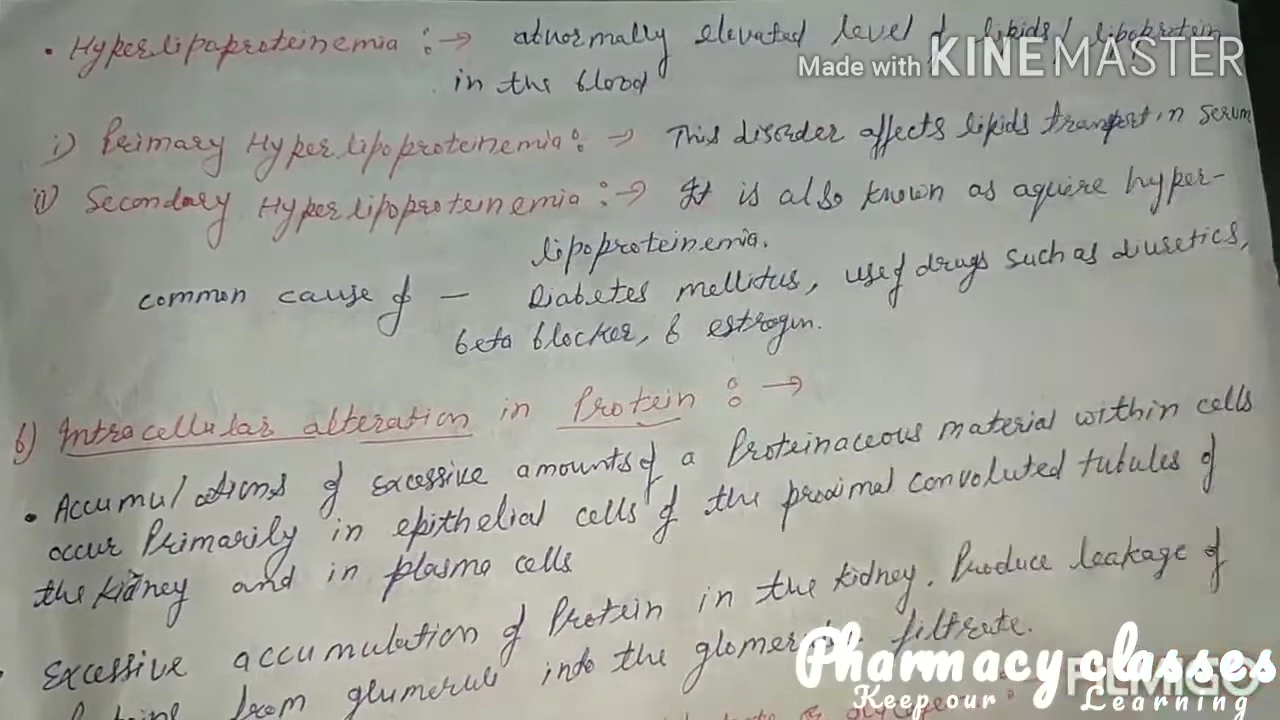 • Hyperlipoproteinemia :→ abnormally elevated level of lipids/ lipoprotein
in the blood
Made with KINEMASTER
i) Primary Hyperlipoproteinemia :→ This disorder affects lipids transport in serum
ii) Secondary Hyperlipoproteinemia :→ It is also known as aquire hyper-
lipoproteinemia.
common cause of — Diabetes mellitus, use of drugs such as diuretics,
beta blocker, & estrogen.
6) Intracellular alteration in Protein :→
• Accumulations of excessive amounts of a Proteinaceous material within cells
occur Primarily in epithelial cells of the proximal convoluted tubules of
the kidney and in plasma cells
• Excessive accumulation of Protein in the kidney. Produce leakage of
from glumerule into the filtrate.
Pharmacy classes
Keep our Learning
FILMIGO